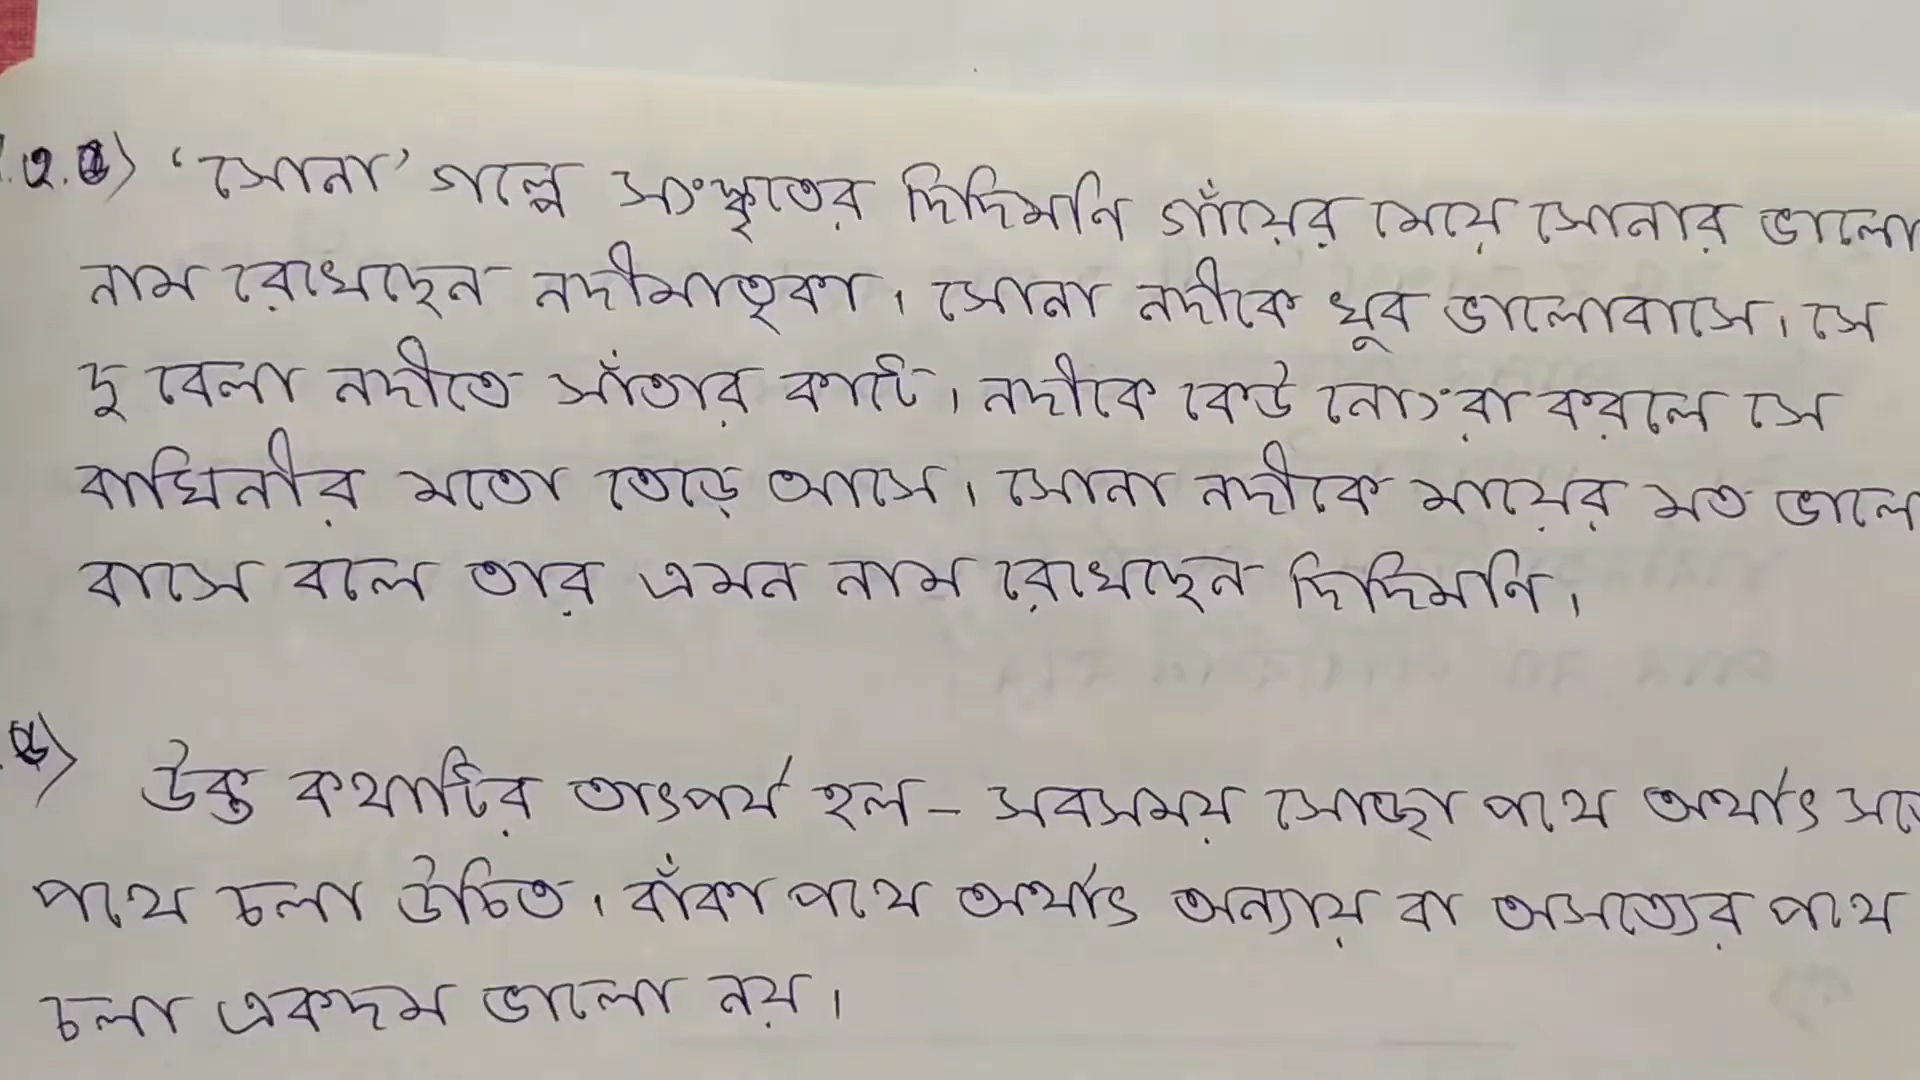 .২.) ‘সোনা’ গল্পে সংস্কৃতের দিদিমণি গাঁয়ের মেয়ে সোনার ভালো
নাম রেখেছেন নদীমাতৃকা। সোনা নদীকে খুব ভালোবাসে। সে
দু বেলা নদীতে সাঁতার কাটে। নদীকে কেউ নোংরা করলে সে
বাঘিনীর মতো তেড়ে আসে। সোনা নদীকে মায়ের মত ভালো
বাসে বলে তার এমন নাম রেখেছেন দিদিমণি।
উক্ত কথাটির তাৎপর্য হল – সবসময় সোজা পথে অর্থাৎ
পথে চলা উচিত। বাঁকা পথে অর্থাৎ অন্যায় বা অসত্যের পথে
চলা একদম ভালো নয়।